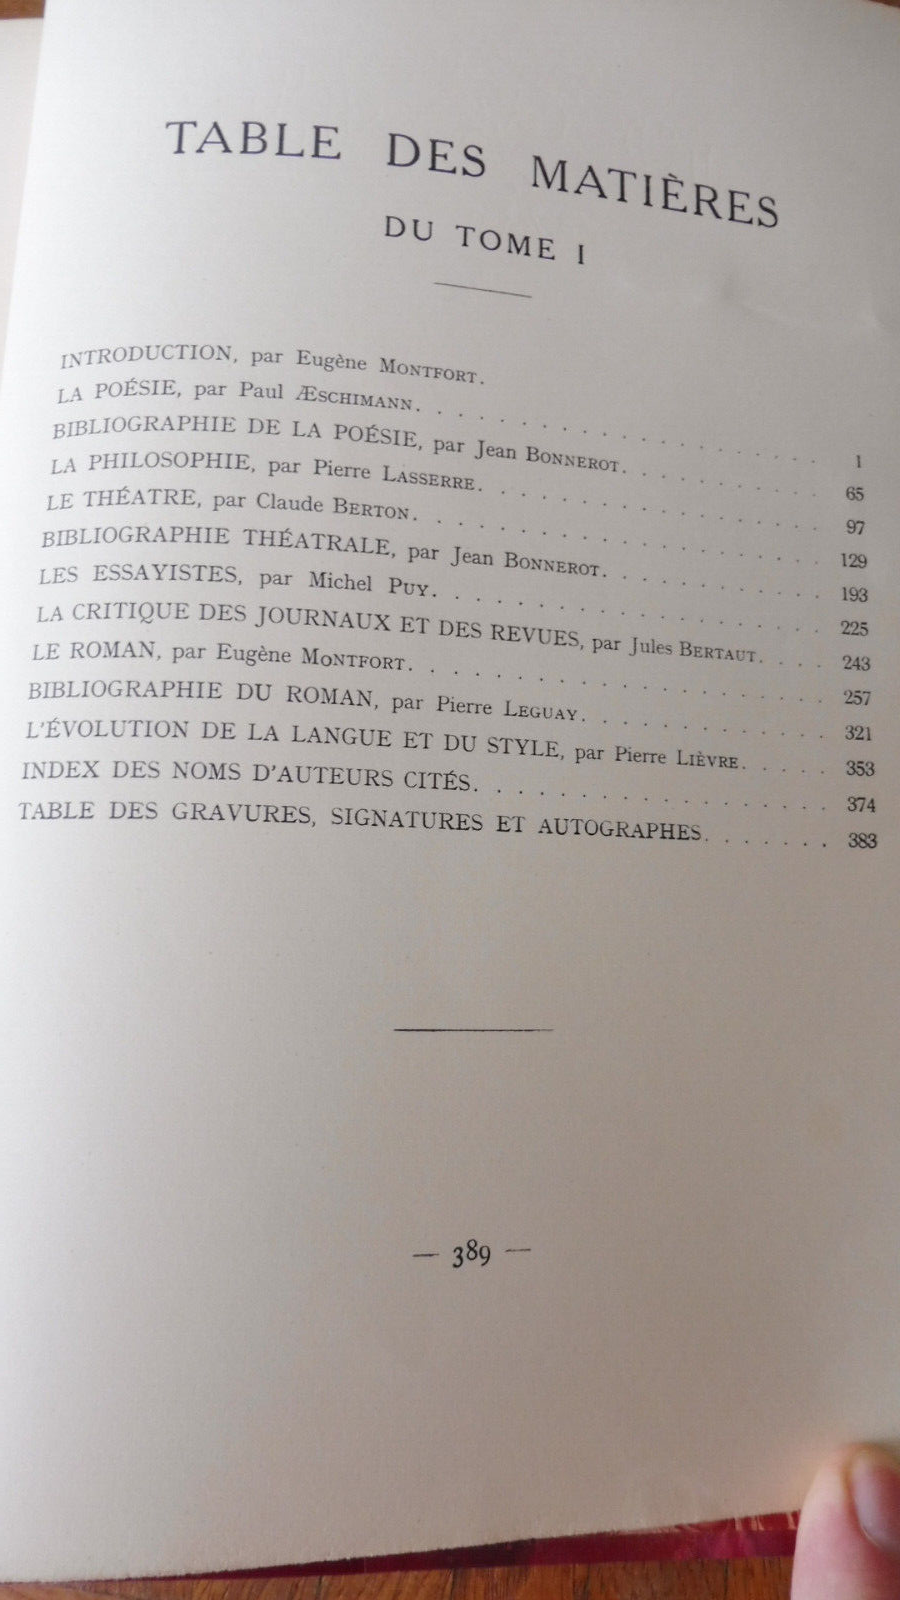 TABLE DES MATIÈRES
DU TOME I
INTRODUCTION, par Eugène MONTFORT.
LA POÉSIE, par Paul ÆSCHIMANN. . . . . . . . . . . . . . . . . . 1
BIBLIOGRAPHIE DE LA POÉSIE, par Jean BONNEROT. . . . . . . . . . 65
LA PHILOSOPHIE, par Pierre LASSERRE. . . . . . . . . . . . . . . 97
LE THÉATRE, par Claude BERTON. . . . . . . . . . . . . . . . . . 129
BIBLIOGRAPHIE THÉATRALE, par Jean BONNEROT. . . . . . . . . . . 193
LES ESSAYISTES, par Michel PUY. . . . . . . . . . . . . . . . . 225
LA CRITIQUE DES JOURNAUX ET DES REVUES, par Jules BERTAUT. . . . 243
LE ROMAN, par Eugène MONTFORT. . . . . . . . . . . . . . . . . . 257
BIBLIOGRAPHIE DU ROMAN, par Pierre LEGUAY. . . . . . . . . . . . 321
L'ÉVOLUTION DE LA LANGUE ET DU STYLE, par Pierre LIÈVRE. . . . . 353
INDEX DES NOMS D'AUTEURS CITÉS. . . . . . . . . . . . . . . . . 374
TABLE DES GRAVURES, SIGNATURES ET AUTOGRAPHES. . . . . . . . 383
— 389 —